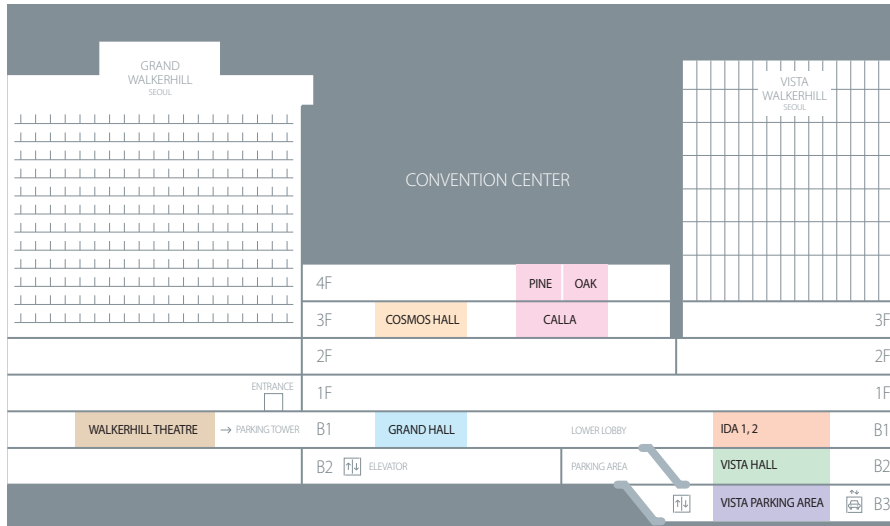 GRAND
WALKERHILL
SEOUL
VISTA
WALKERHILL
SEOUL
CONVENTION CENTER
4F PINE OAK
3F COSMOS HALL CALLA 3F
2F 2F
ENTRANCE 1F 1F
WALKERHILL THEATRE → PARKING TOWER B1 GRAND HALL LOWER LOBBY IDA 1, 2 B1
B2 ELEVATOR PARKING AREA VISTA HALL B2
VISTA PARKING AREA B3